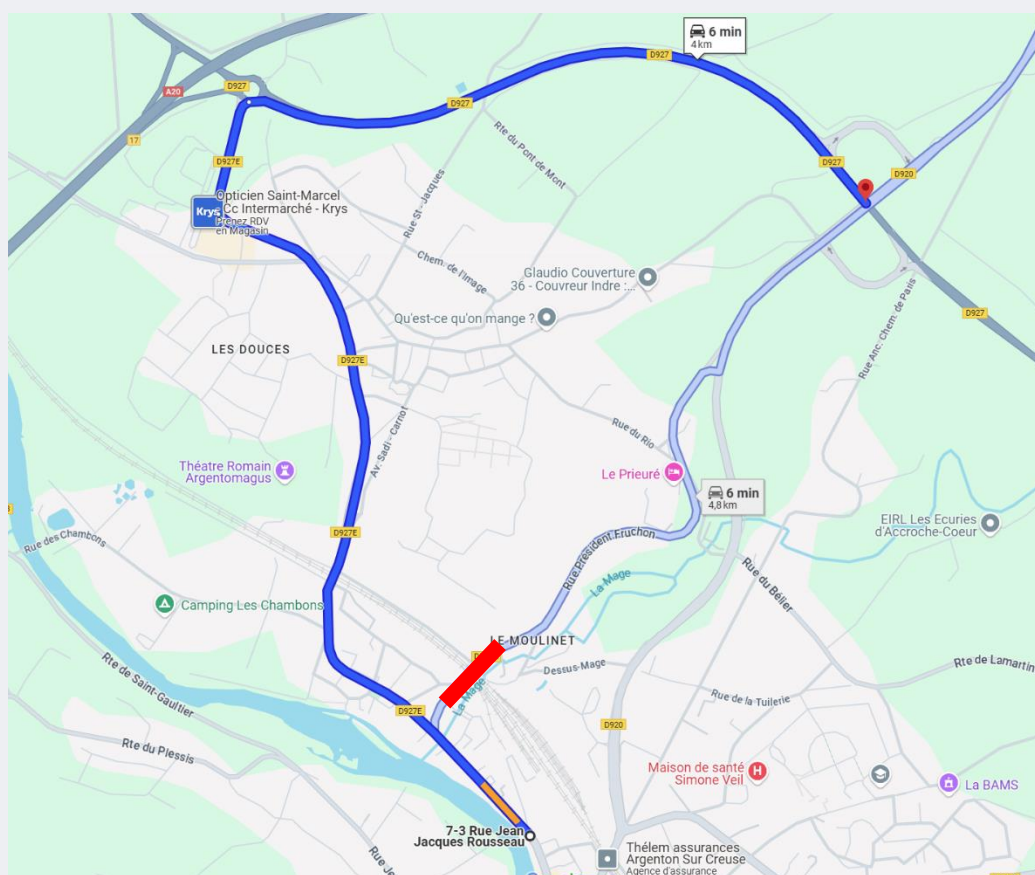 6 min
4 km
D927
D927
A20
D927
17
D927E
Rte du Pont de Mont
D927
D920
Opticien Saint-Marcel
Cc Intermarché - Krys
Krys
Prenez RDV
en Magasin
Rue St - Jacques
Chem. de l'Image
Glaudio Couverture
36 - Couvreur Indre :...
Rue Anc. Chem. de Paris
D927
Qu'est-ce qu'on mange ?
LES DOUCES
D927E
Av. Sadi - Carnot
Rue du Rio
Théatre Romain
Argentomagus
Le Prieuré
6 min
4,8 km
EIRL Les Ecuries
d'Accroche-Coeur
D927E
Rue des Chambons
Rue Président Fruchon
La Mage
Rue du Bélier
Camping Les Chambons
LE MOULINET
Dessus-Mage
Rte de Lamartin
Rte de Saint-Gaultier
La Mage
Rue de la Tuilerie
D927E
D920
Rte du Plessis
Maison de santé
Simone Veil
La BAMS
7-3 Rue Jean
Jacques Rousseau
Thélem assurances
Argenton Sur Creuse
Agence d'assurance